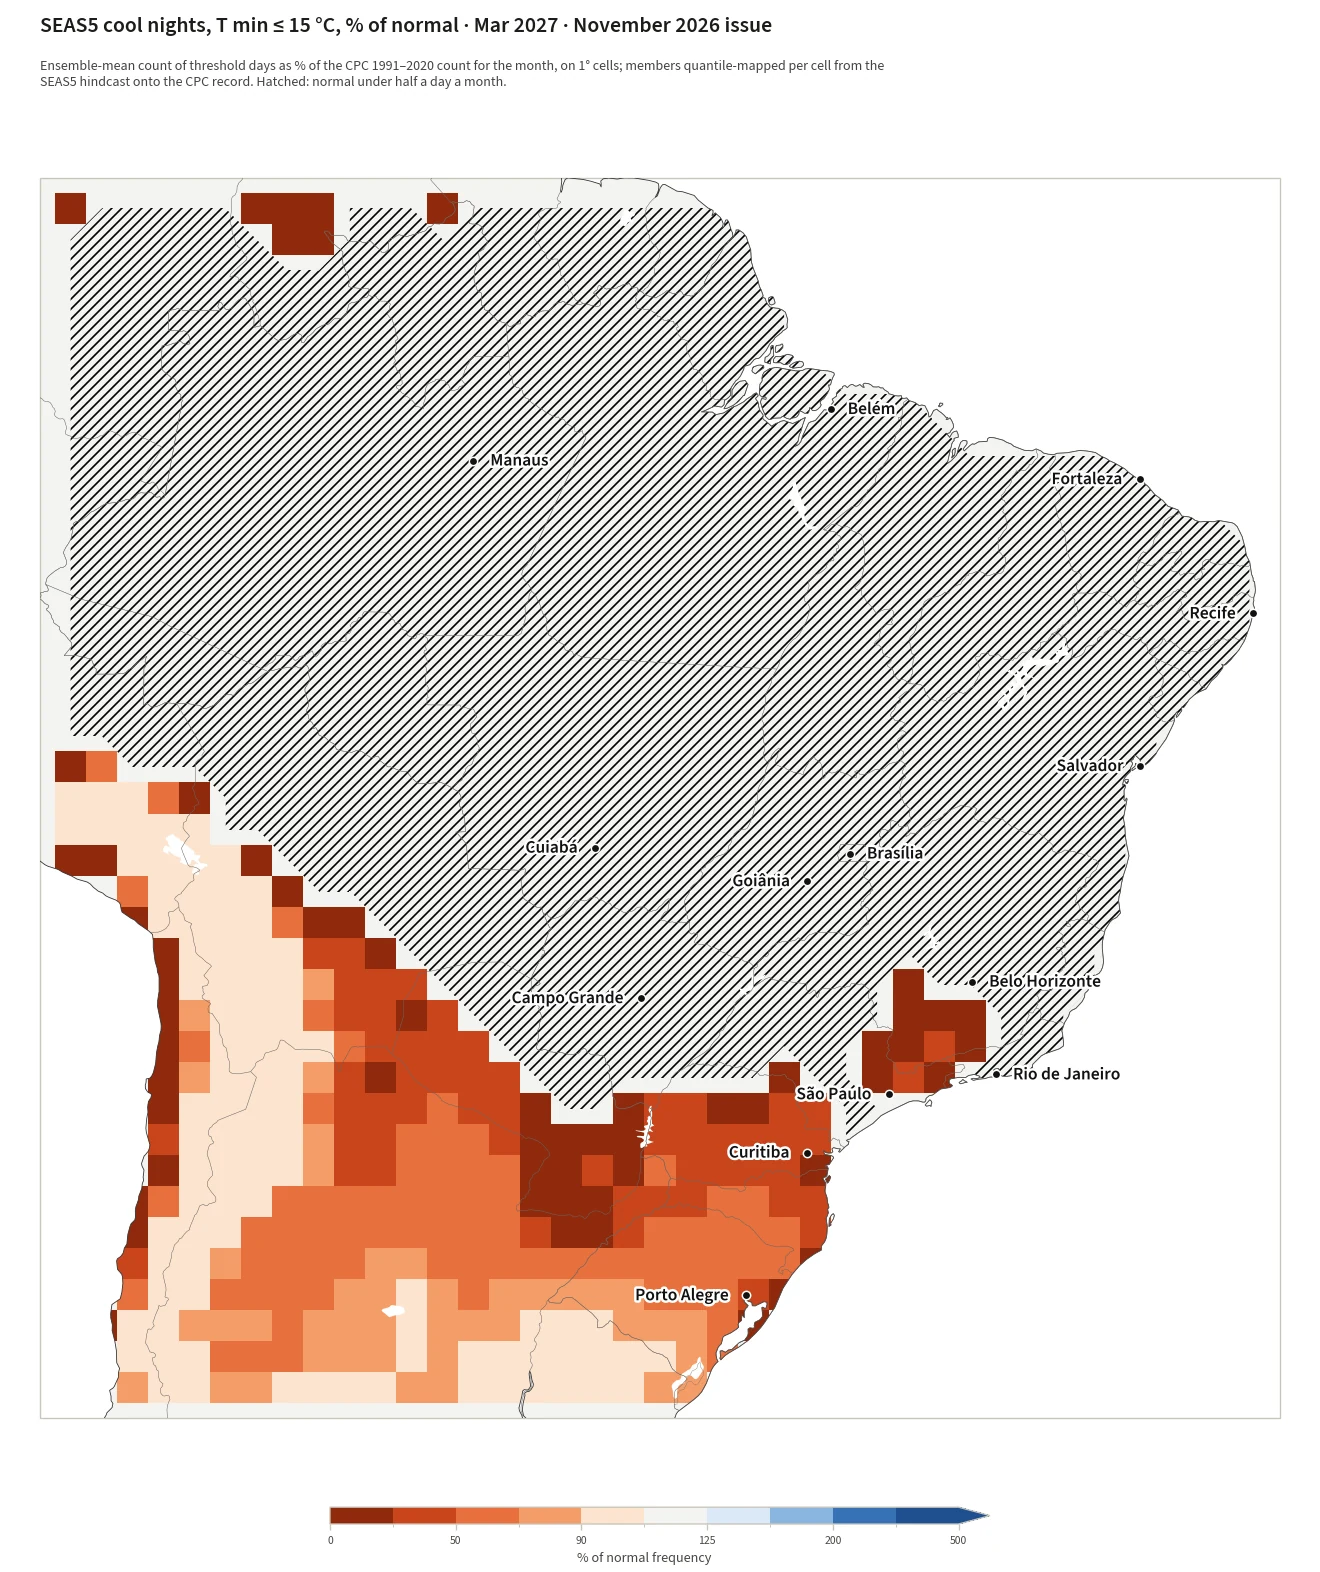 SEAS5 cool nights, T min ≤ 15 °C, % of normal · Mar 2027 · November 2026 issue
Ensemble-mean count of threshold days as % of the CPC 1991–2020 count for the month, on 1° cells; members quantile-mapped per cell from the
SEAS5 hindcast onto the CPC record. Hatched: normal under half a day a month.
Belém
Manaus
Fortaleza
Recife
Salvador
Cuiabá
Brasília
Goiânia
Belo Horizonte
Campo Grande
Rio de Janeiro
São Paulo
Curitiba
Porto Alegre
0 50 90 125 200 500
% of normal frequency